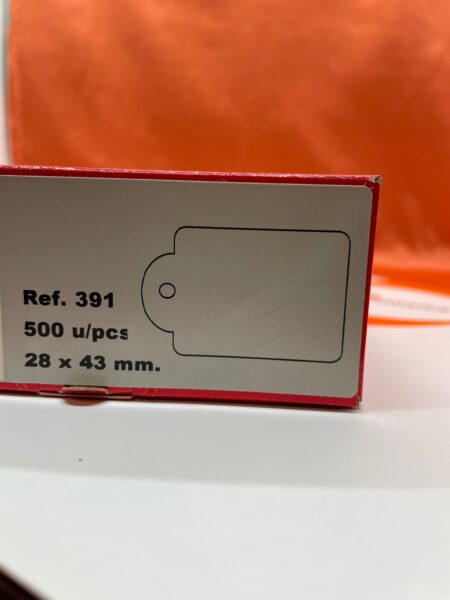 Ref. 391
500 u/pcs
28 x 43 mm.